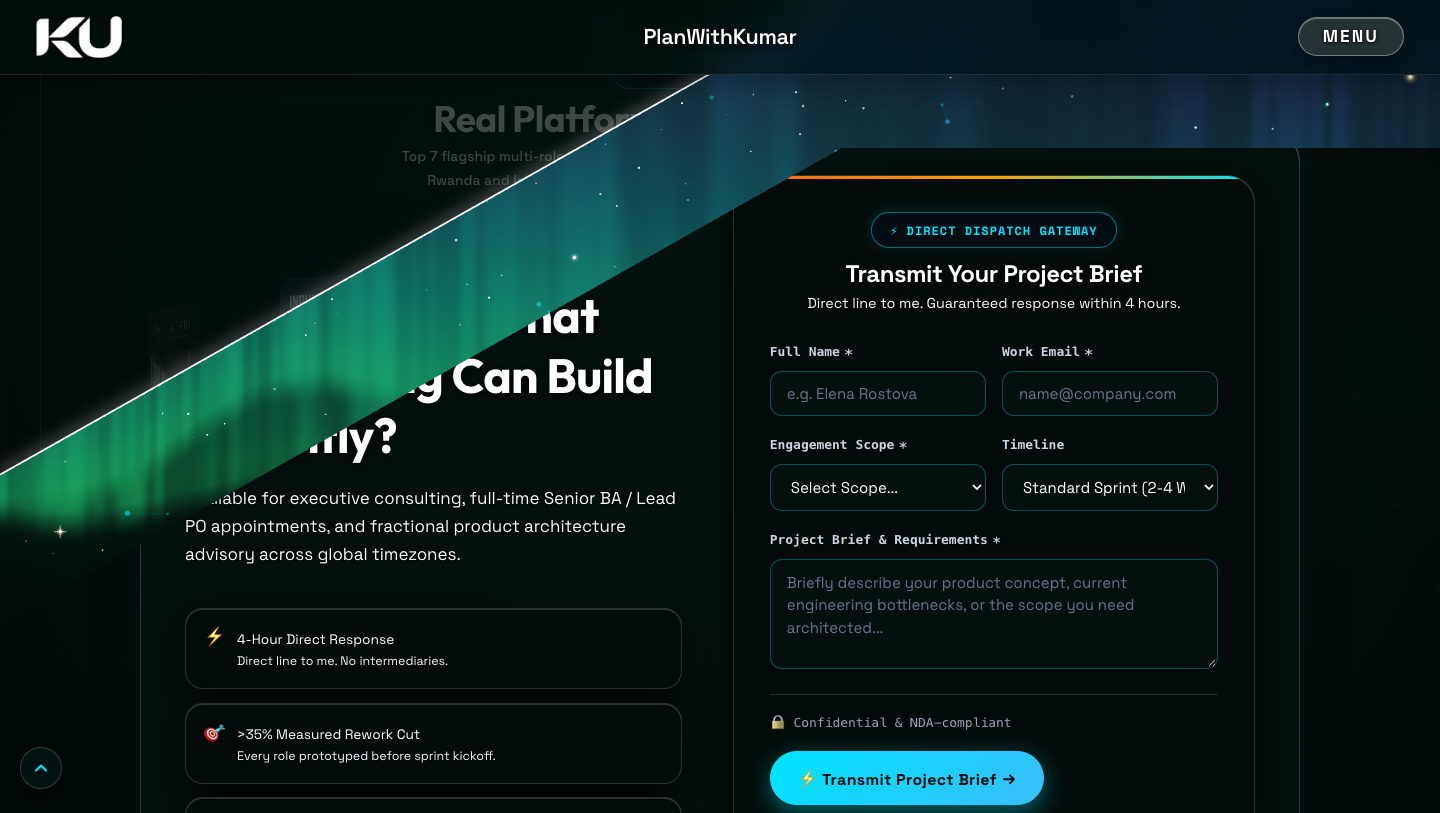 KU
PlanWithKumar
MENU
Real Platfor
Top 7 flagship multi-role
Rwanda and
⚡ DIRECT DISPATCH GATEWAY
Transmit Your Project Brief
Direct line to me. Guaranteed response within 4 hours.
Full Name *
Work Email *
e.g. Elena Rostova
name@company.com
Engagement Scope *
Timeline
Select Scope...
Standard Sprint (2-4 W
Project Brief & Requirements *
Briefly describe your product concept, current
engineering bottlenecks, or the scope you need
architected...
🔒 Confidential & NDA-compliant
⚡ Transmit Project Brief →
hat
Can Build
lable for executive consulting, full-time Senior BA / Lead
PO appointments, and fractional product architecture
advisory across global timezones.
⚡ 4-Hour Direct Response
Direct line to me. No intermediaries.
🎯 >35% Measured Rework Cut
Every role prototyped before sprint kickoff.